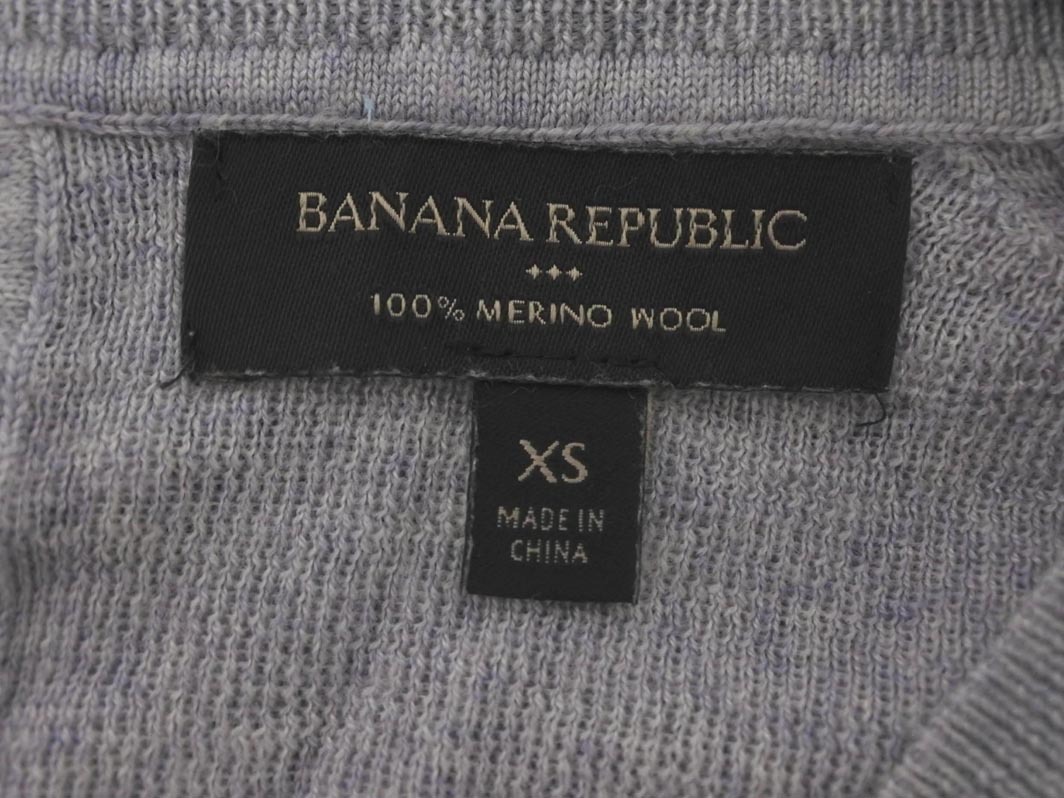 BANANA REPUBLIC
100% MERINO WOOL
XS
MADE IN
CHINA